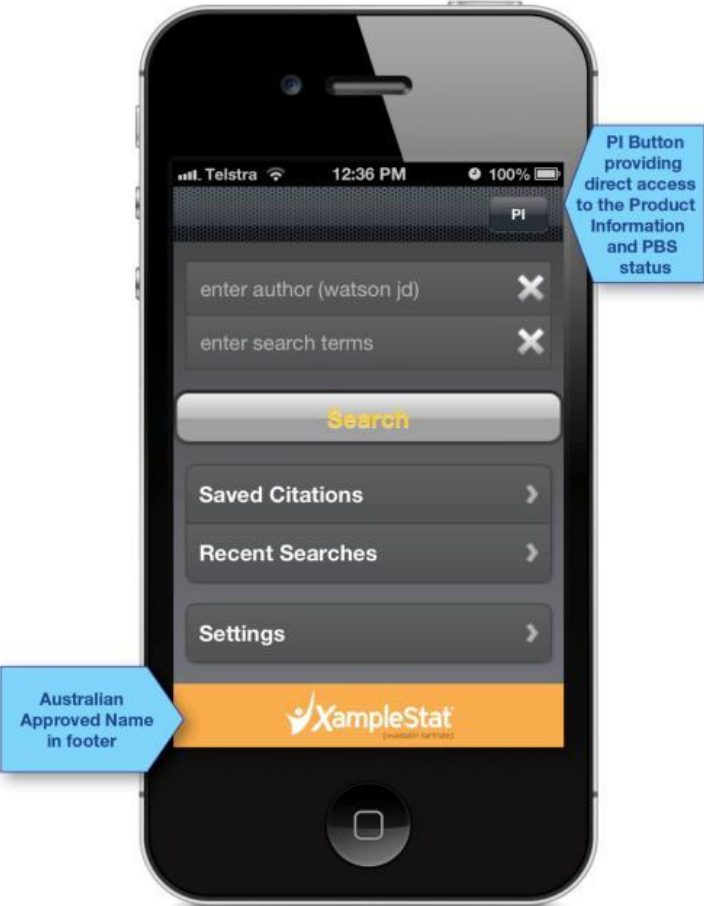 Telstra 12:36 PM 100%
PI
PI Button
providing
direct access
to the Product
Information
and PBS
status
enter author (watson jd)
enter search terms
Search
Saved Citations
Recent Searches
Settings
Australian
Approved Name
in footer
XampleStat